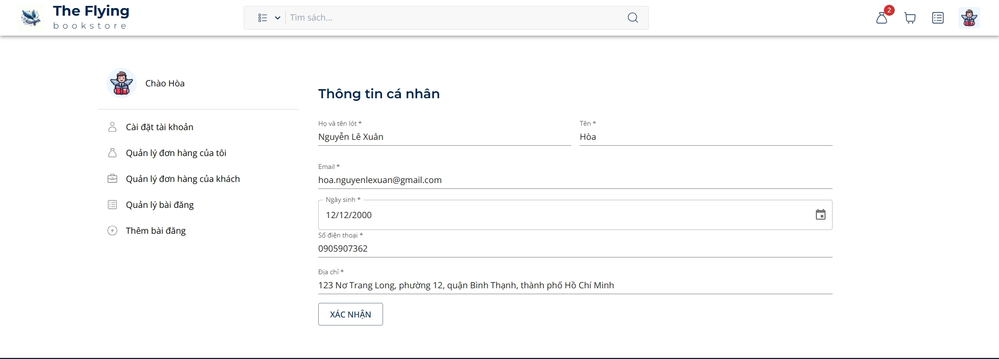 The Flying
bookstore
Tìm sách...
2
Chào Hòa
Cài đặt tài khoản
Quản lý đơn hàng của tôi
Quản lý đơn hàng của khách
Quản lý bài đăng
Thêm bài đăng
Thông tin cá nhân
Họ và tên lót *
Tên *
Nguyễn Lê Xuân
Hòa
Email *
hoa.nguyenlexuan@gmail.com
Ngày sinh *
12/12/2000
Số điện thoại *
0905907362
Địa chỉ *
123 Nơ Trang Long, phường 12, quận Bình Thạnh, thành phố Hồ Chí Minh
XÁC NHẬN